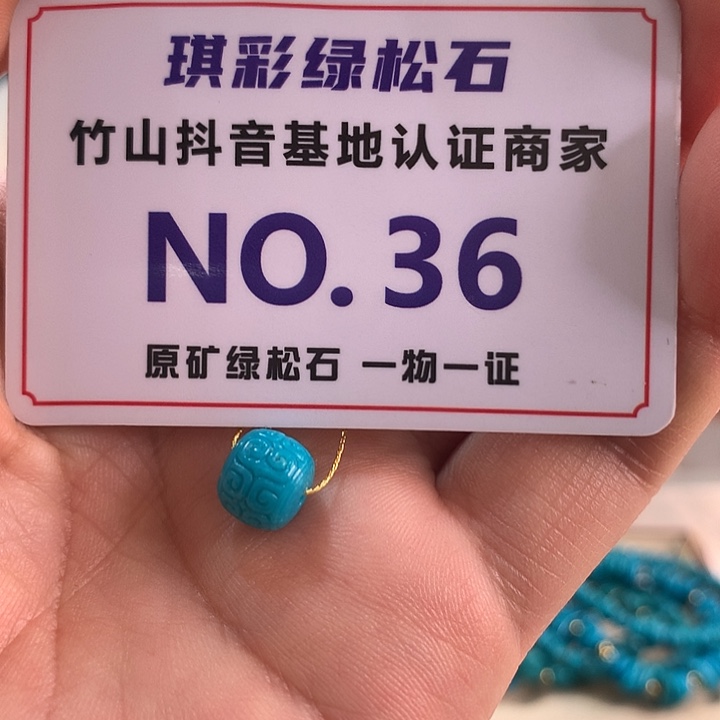 琪彩绿松石
竹山抖音基地认证商家
NO.36
原矿绿松石 一物一证